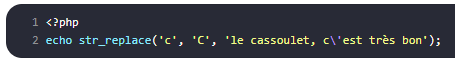 1 <?php
2 echo str_replace('c', 'C', 'le cassoulet, c\'est très bon');